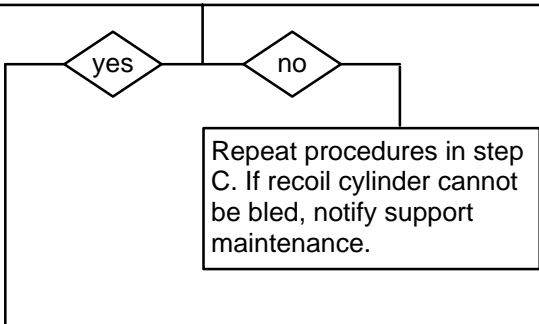 yes
no
Repeat procedures in step
C. If recoil cylinder cannot
be bled, notify support
maintenance.